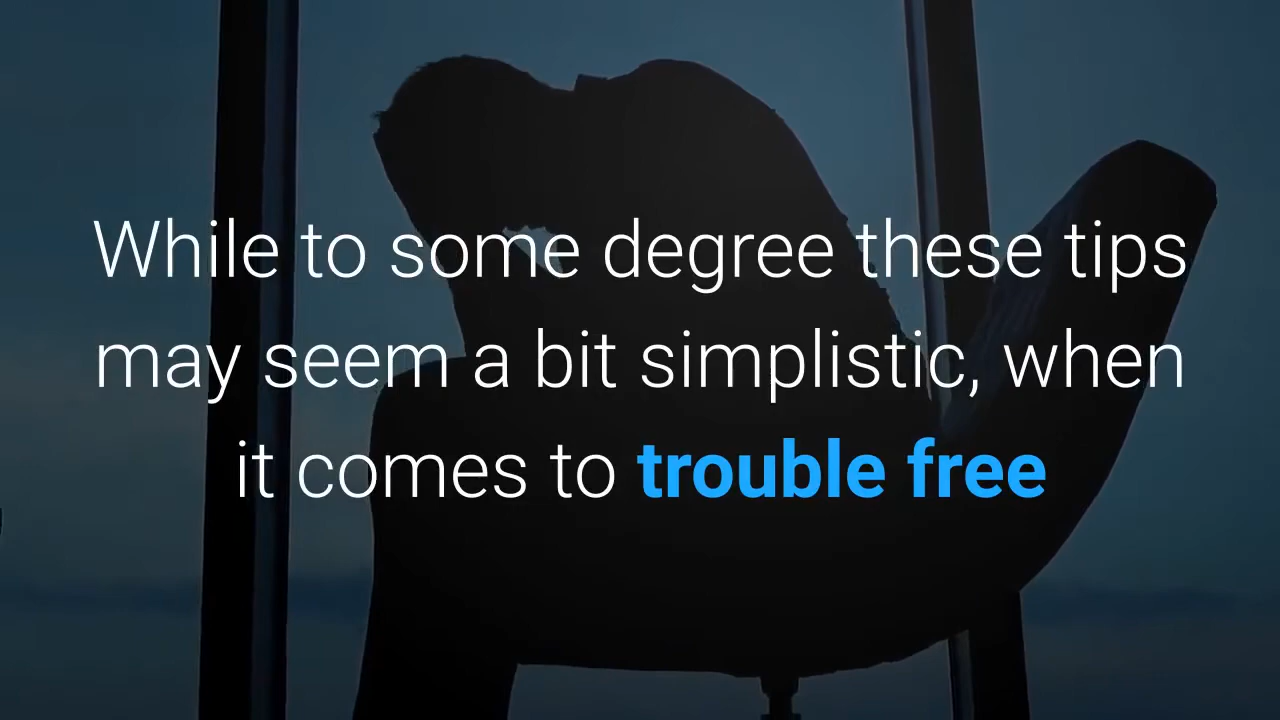 While to some degree these tips
may seem a bit simplistic, when
it comes to trouble free